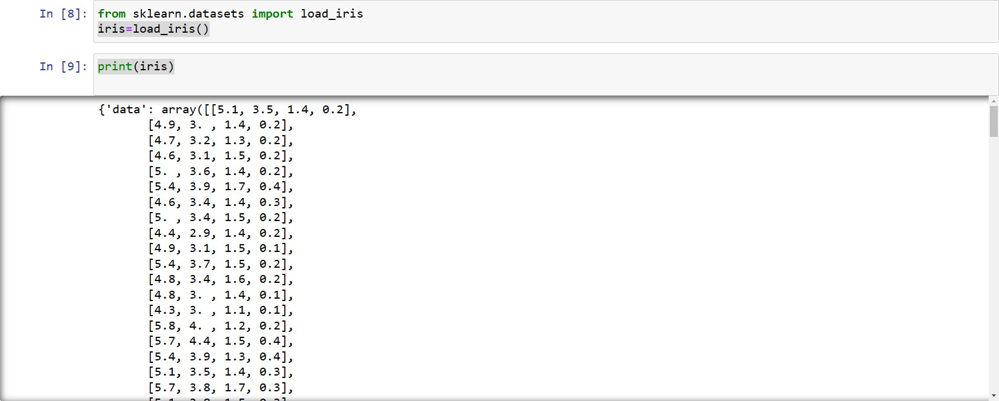 In [8]: from sklearn.datasets import load_iris
iris=load_iris()
In [9]: print(iris)
{'data': array([[5.1, 3.5, 1.4, 0.2],
[4.9, 3. , 1.4, 0.2],
[4.7, 3.2, 1.3, 0.2],
[4.6, 3.1, 1.5, 0.2],
[5. , 3.6, 1.4, 0.2],
[5.4, 3.9, 1.7, 0.4],
[4.6, 3.4, 1.4, 0.3],
[5. , 3.4, 1.5, 0.2],
[4.4, 2.9, 1.4, 0.2],
[4.9, 3.1, 1.5, 0.1],
[5.4, 3.7, 1.5, 0.2],
[4.8, 3.4, 1.6, 0.2],
[4.8, 3. , 1.4, 0.1],
[4.3, 3. , 1.1, 0.1],
[5.8, 4. , 1.2, 0.2],
[5.7, 4.4, 1.5, 0.4],
[5.4, 3.9, 1.3, 0.4],
[5.1, 3.5, 1.4, 0.3],
[5.7, 3.8, 1.7, 0.3],